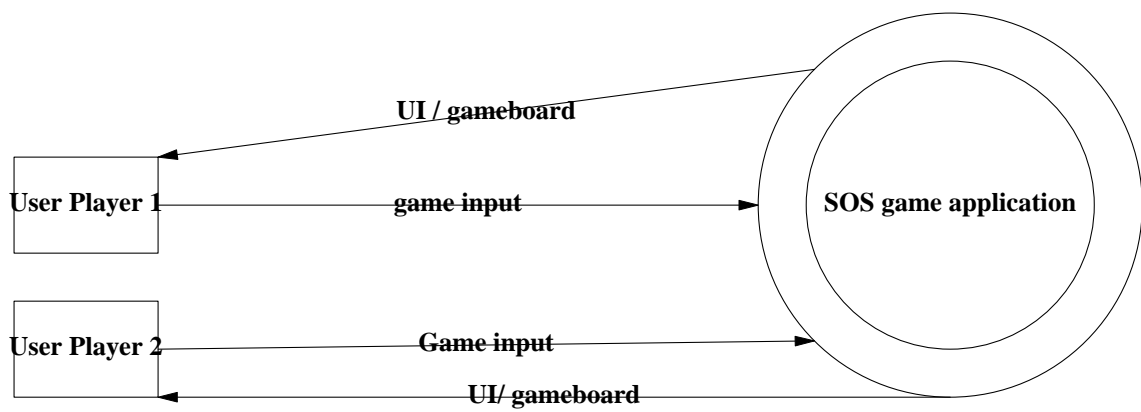 UI / gameboard
User Player 1
game input
SOS game application
User Player 2
Game input
UI/ gameboard